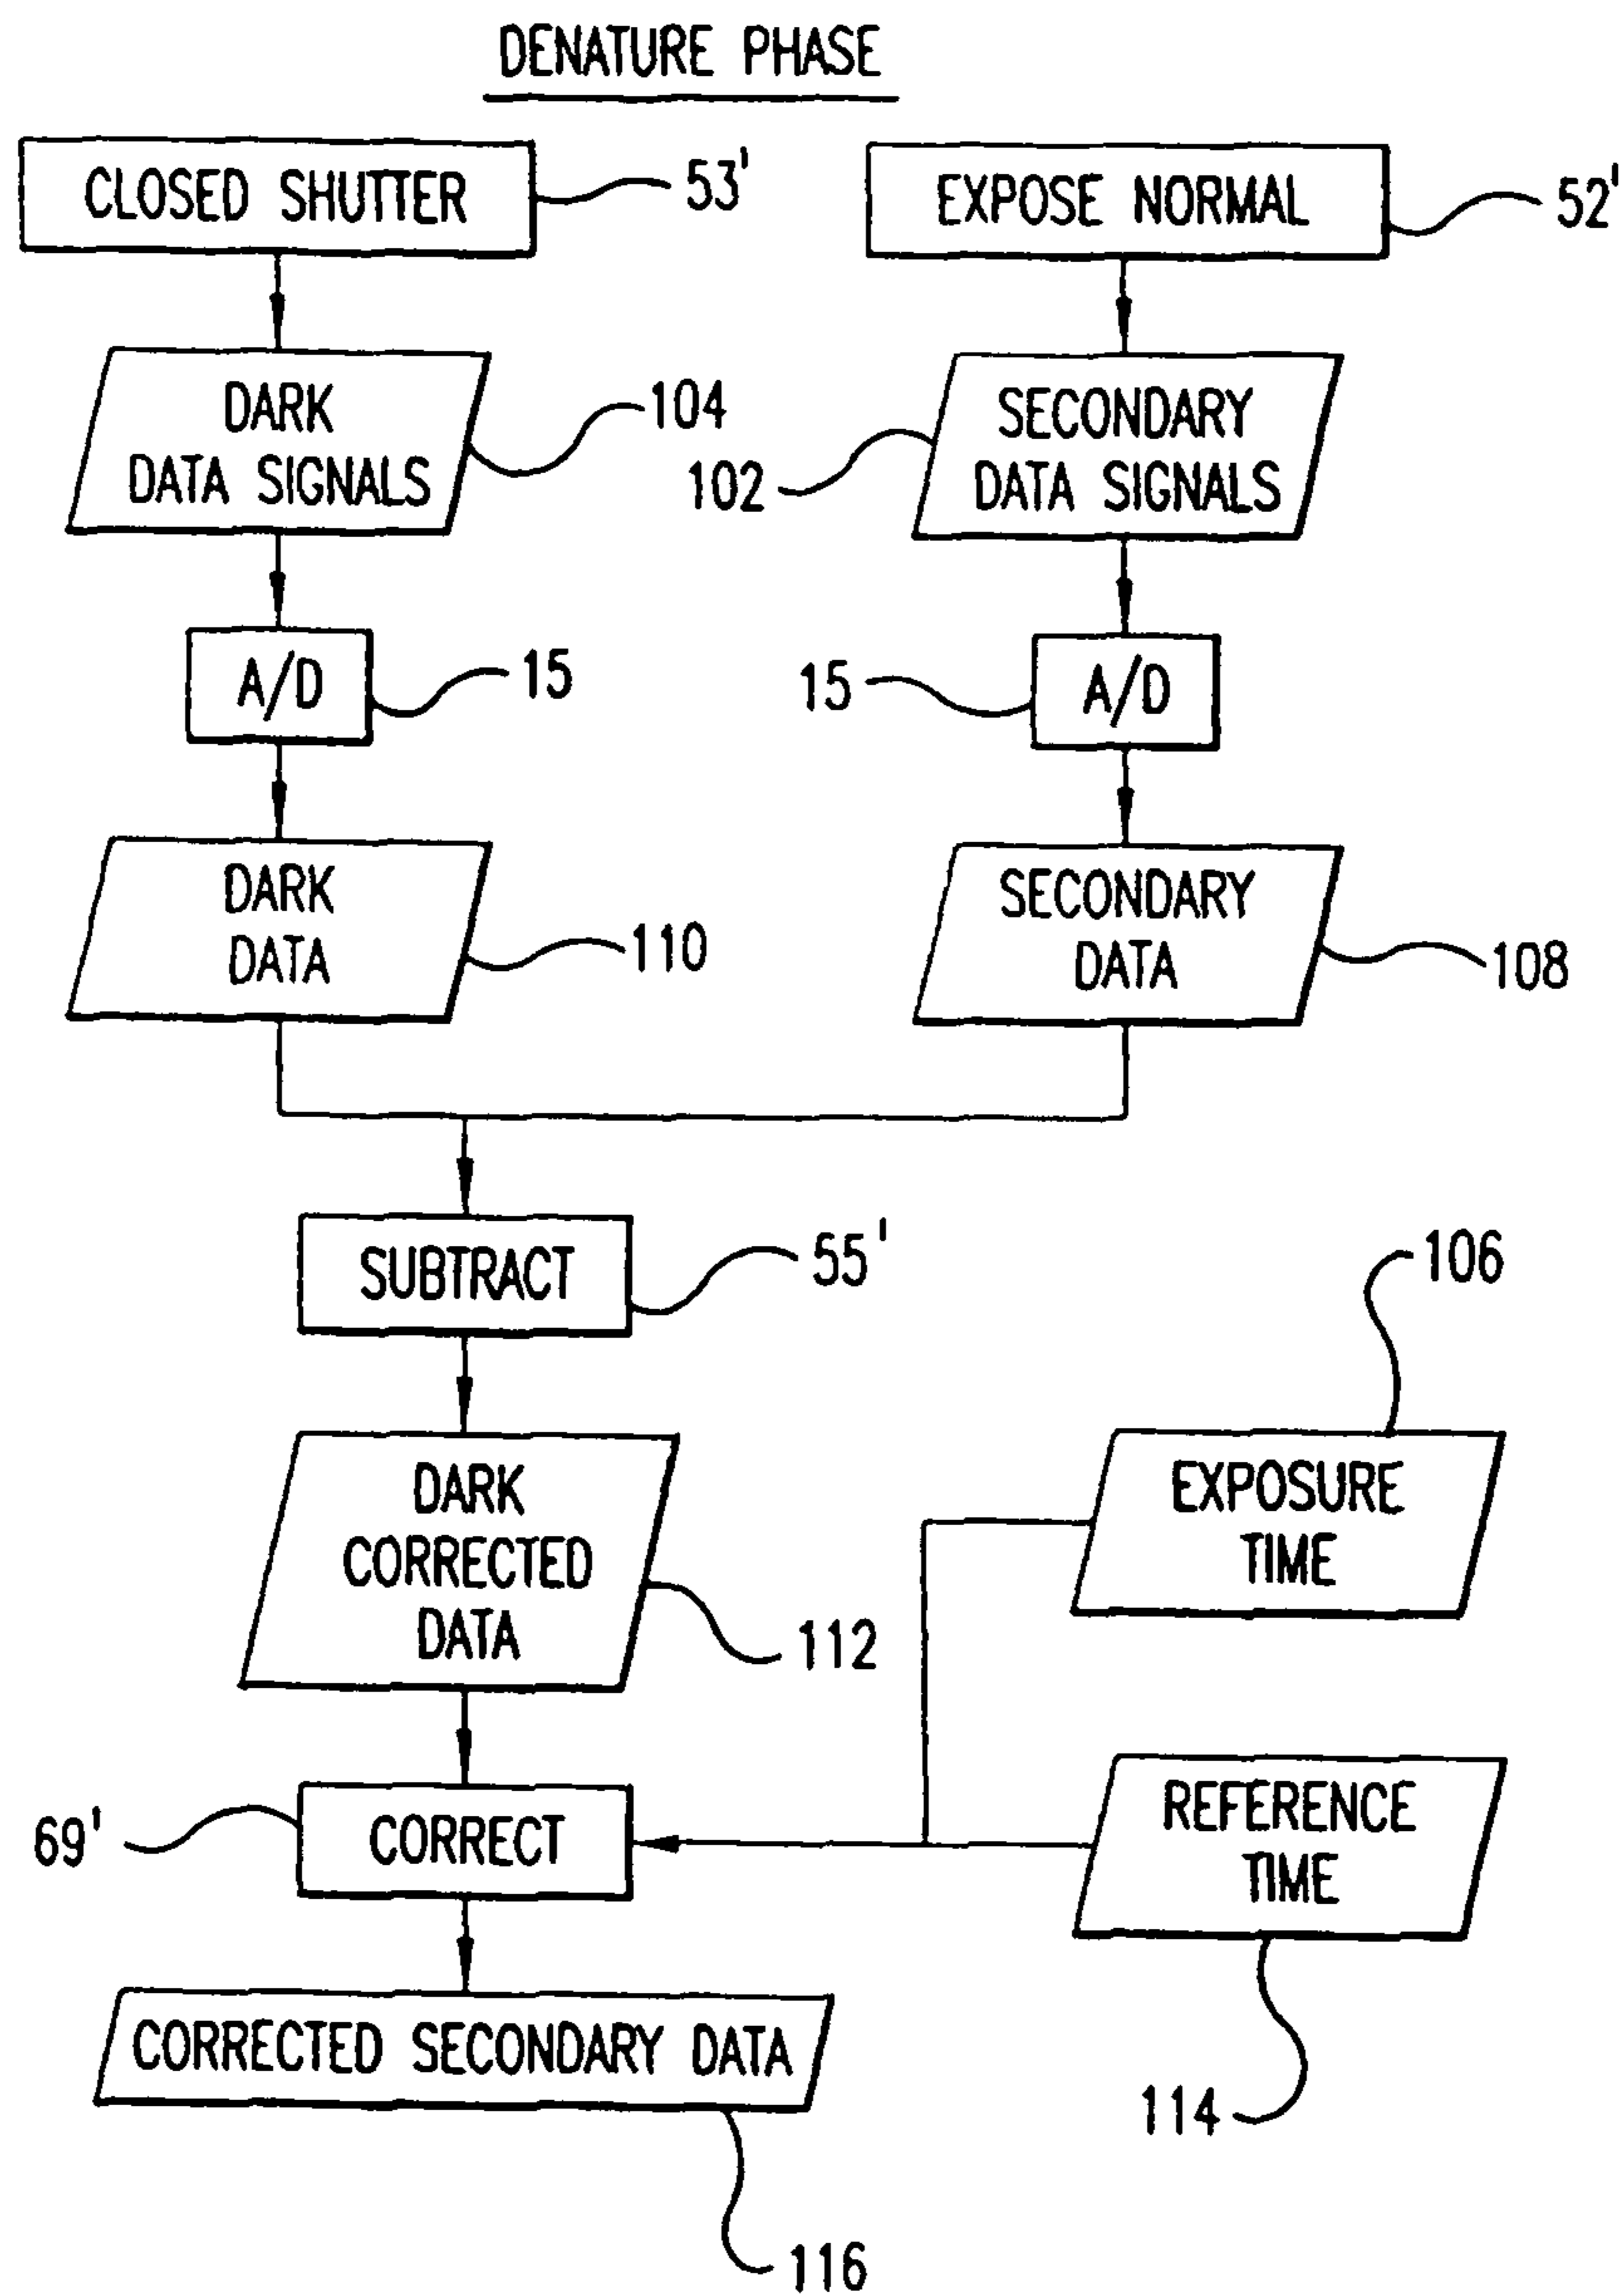 DENATURE PHASE
CLOSED SHUTTER
53'
EXPOSE NORMAL
52'
DARK
DATA SIGNALS
104
SECONDARY
DATA SIGNALS
102
A/D
15
15
A/D
DARK
DATA
110
SECONDARY
DATA
108
SUBTRACT
55'
106
DARK
CORRECTED
DATA
112
EXPOSURE
TIME
69'
CORRECT
REFERENCE
TIME
CORRECTED SECONDARY DATA
114
116